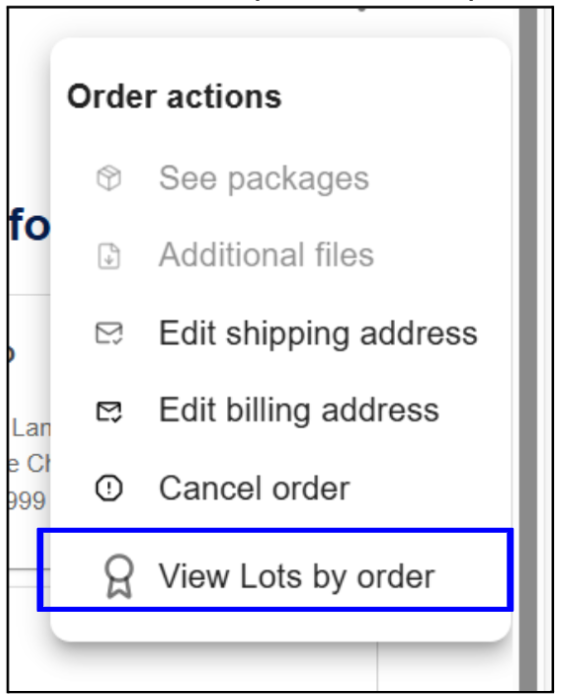 Order actions
See packages
fo
Additional files
Edit shipping address
Edit billing address
Lan
e Ch
Cancel order
999
View Lots by order